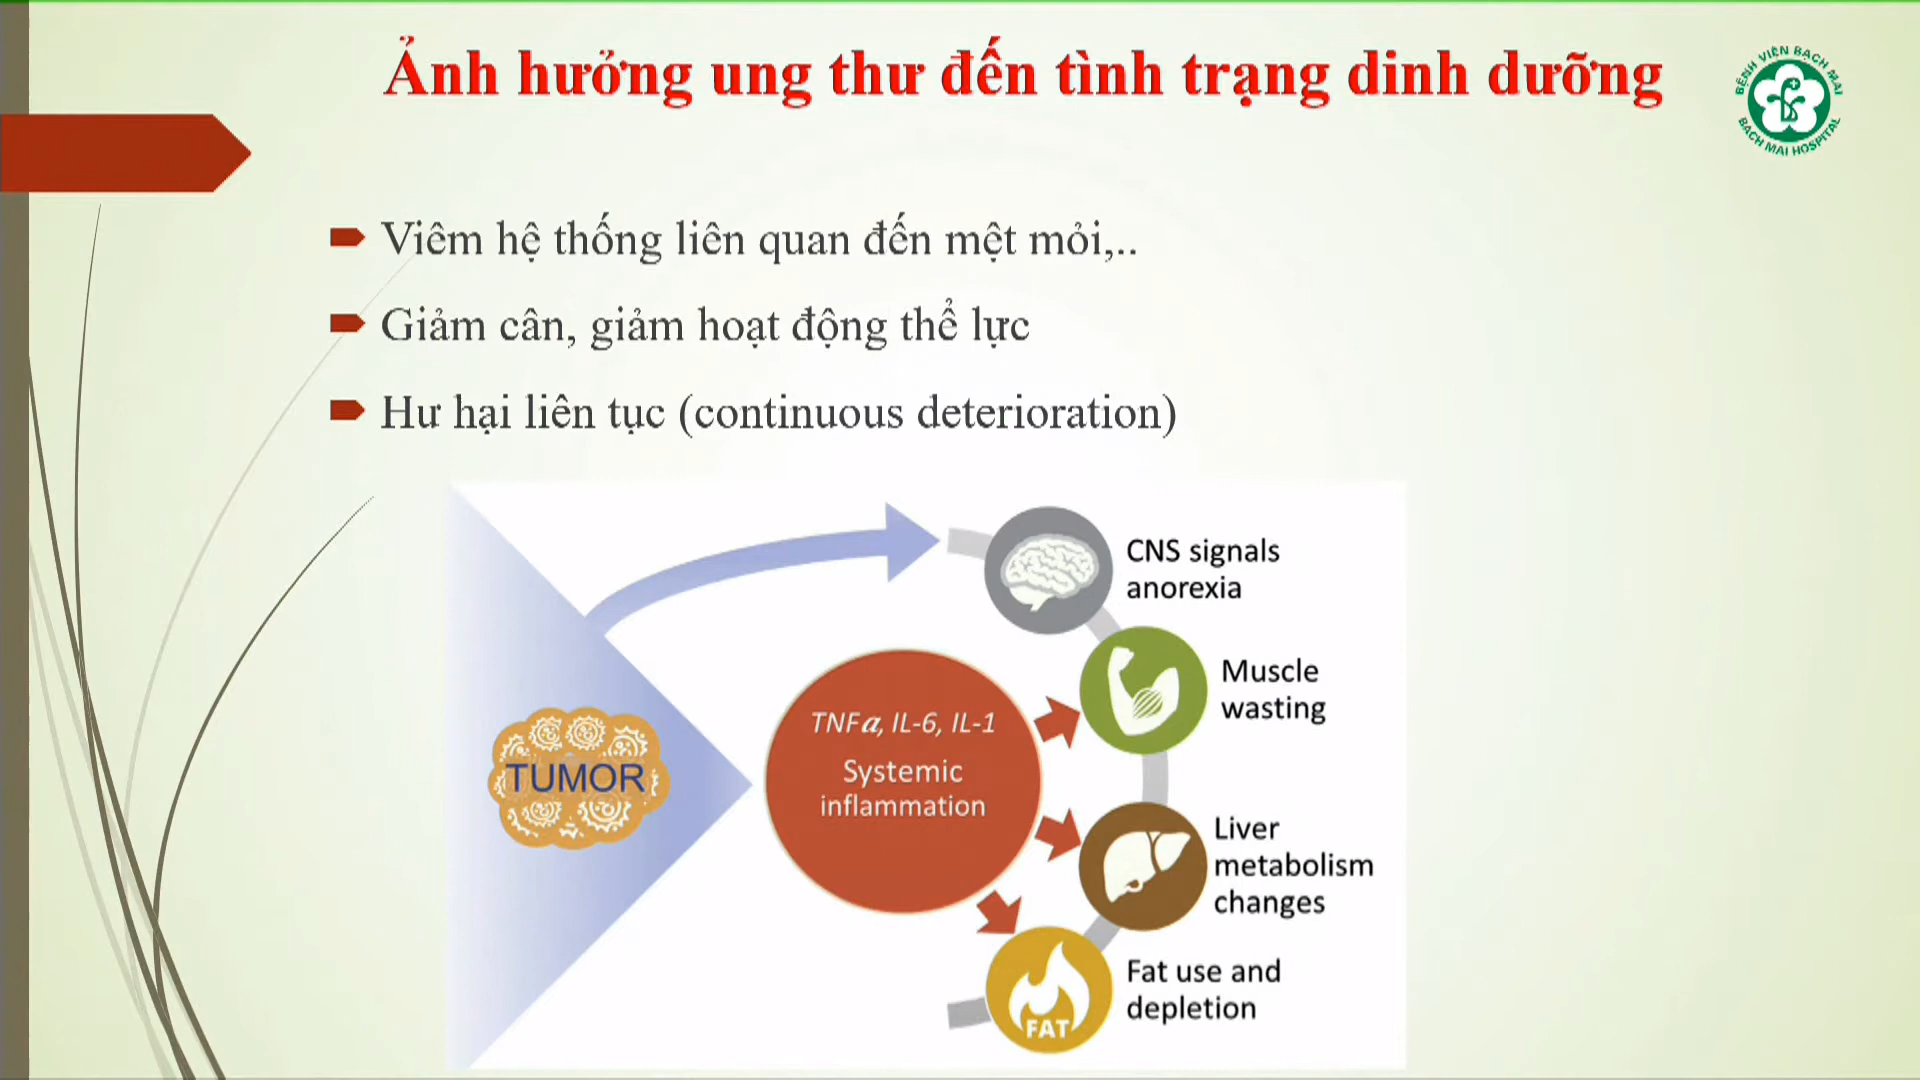 Ảnh hưởng ung thư đến tình trạng dinh dưỡng
BỆNH VIỆN BẠCH MAI
BACH MAI HOSPITAL
Viêm hệ thống liên quan đến mệt mỏi,..
Giảm cân, giảm hoạt động thể lực
Hư hại liên tục (continuous deterioration)
CNS signals
anorexia
Muscle
wasting
TNFα, IL-6, IL-1
Systemic
inflammation
TUMOR
Liver
metabolism
changes
Fat use and
depletion
FAT